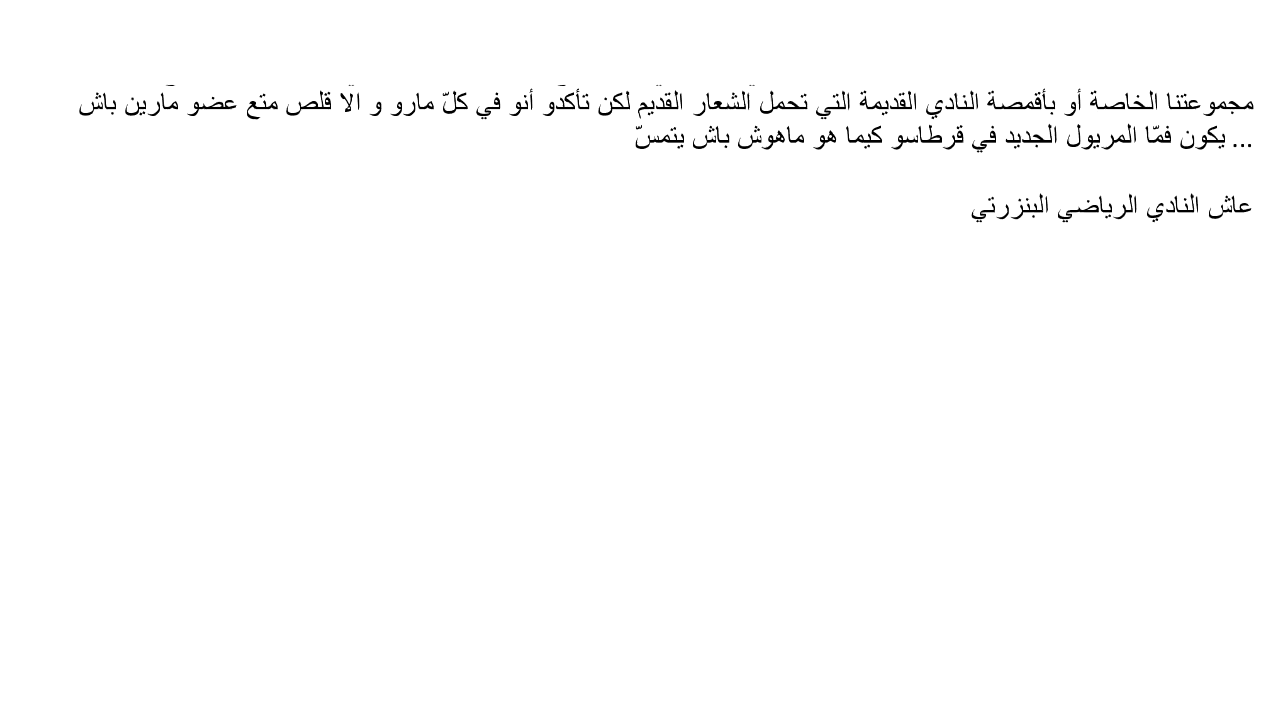 مجموعتنا الخاصة أو بأقمصة النادي القديمة التي تحمل الشعار القديم لكن تأكدو أنو في كلّ مارو و الا قلص متع عضو مارين باش
... يكون فمّا المريول الجديد في قرطاسو كيما هو ماهوش باش يتمسّ
عاش النادي الرياضي البنزرتي